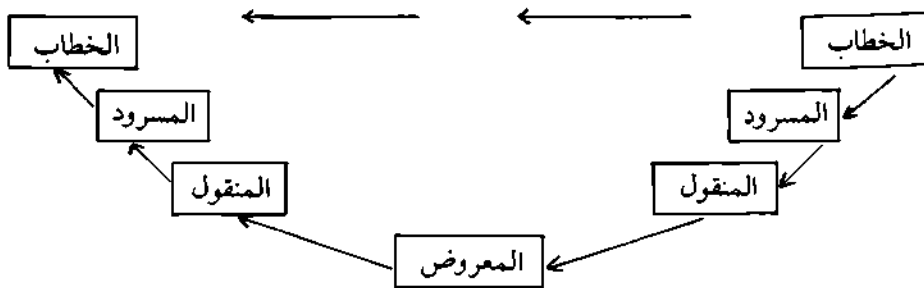 الخطاب
الخطاب
المسرود
المسرود
المنقول
المنقول
المعروض